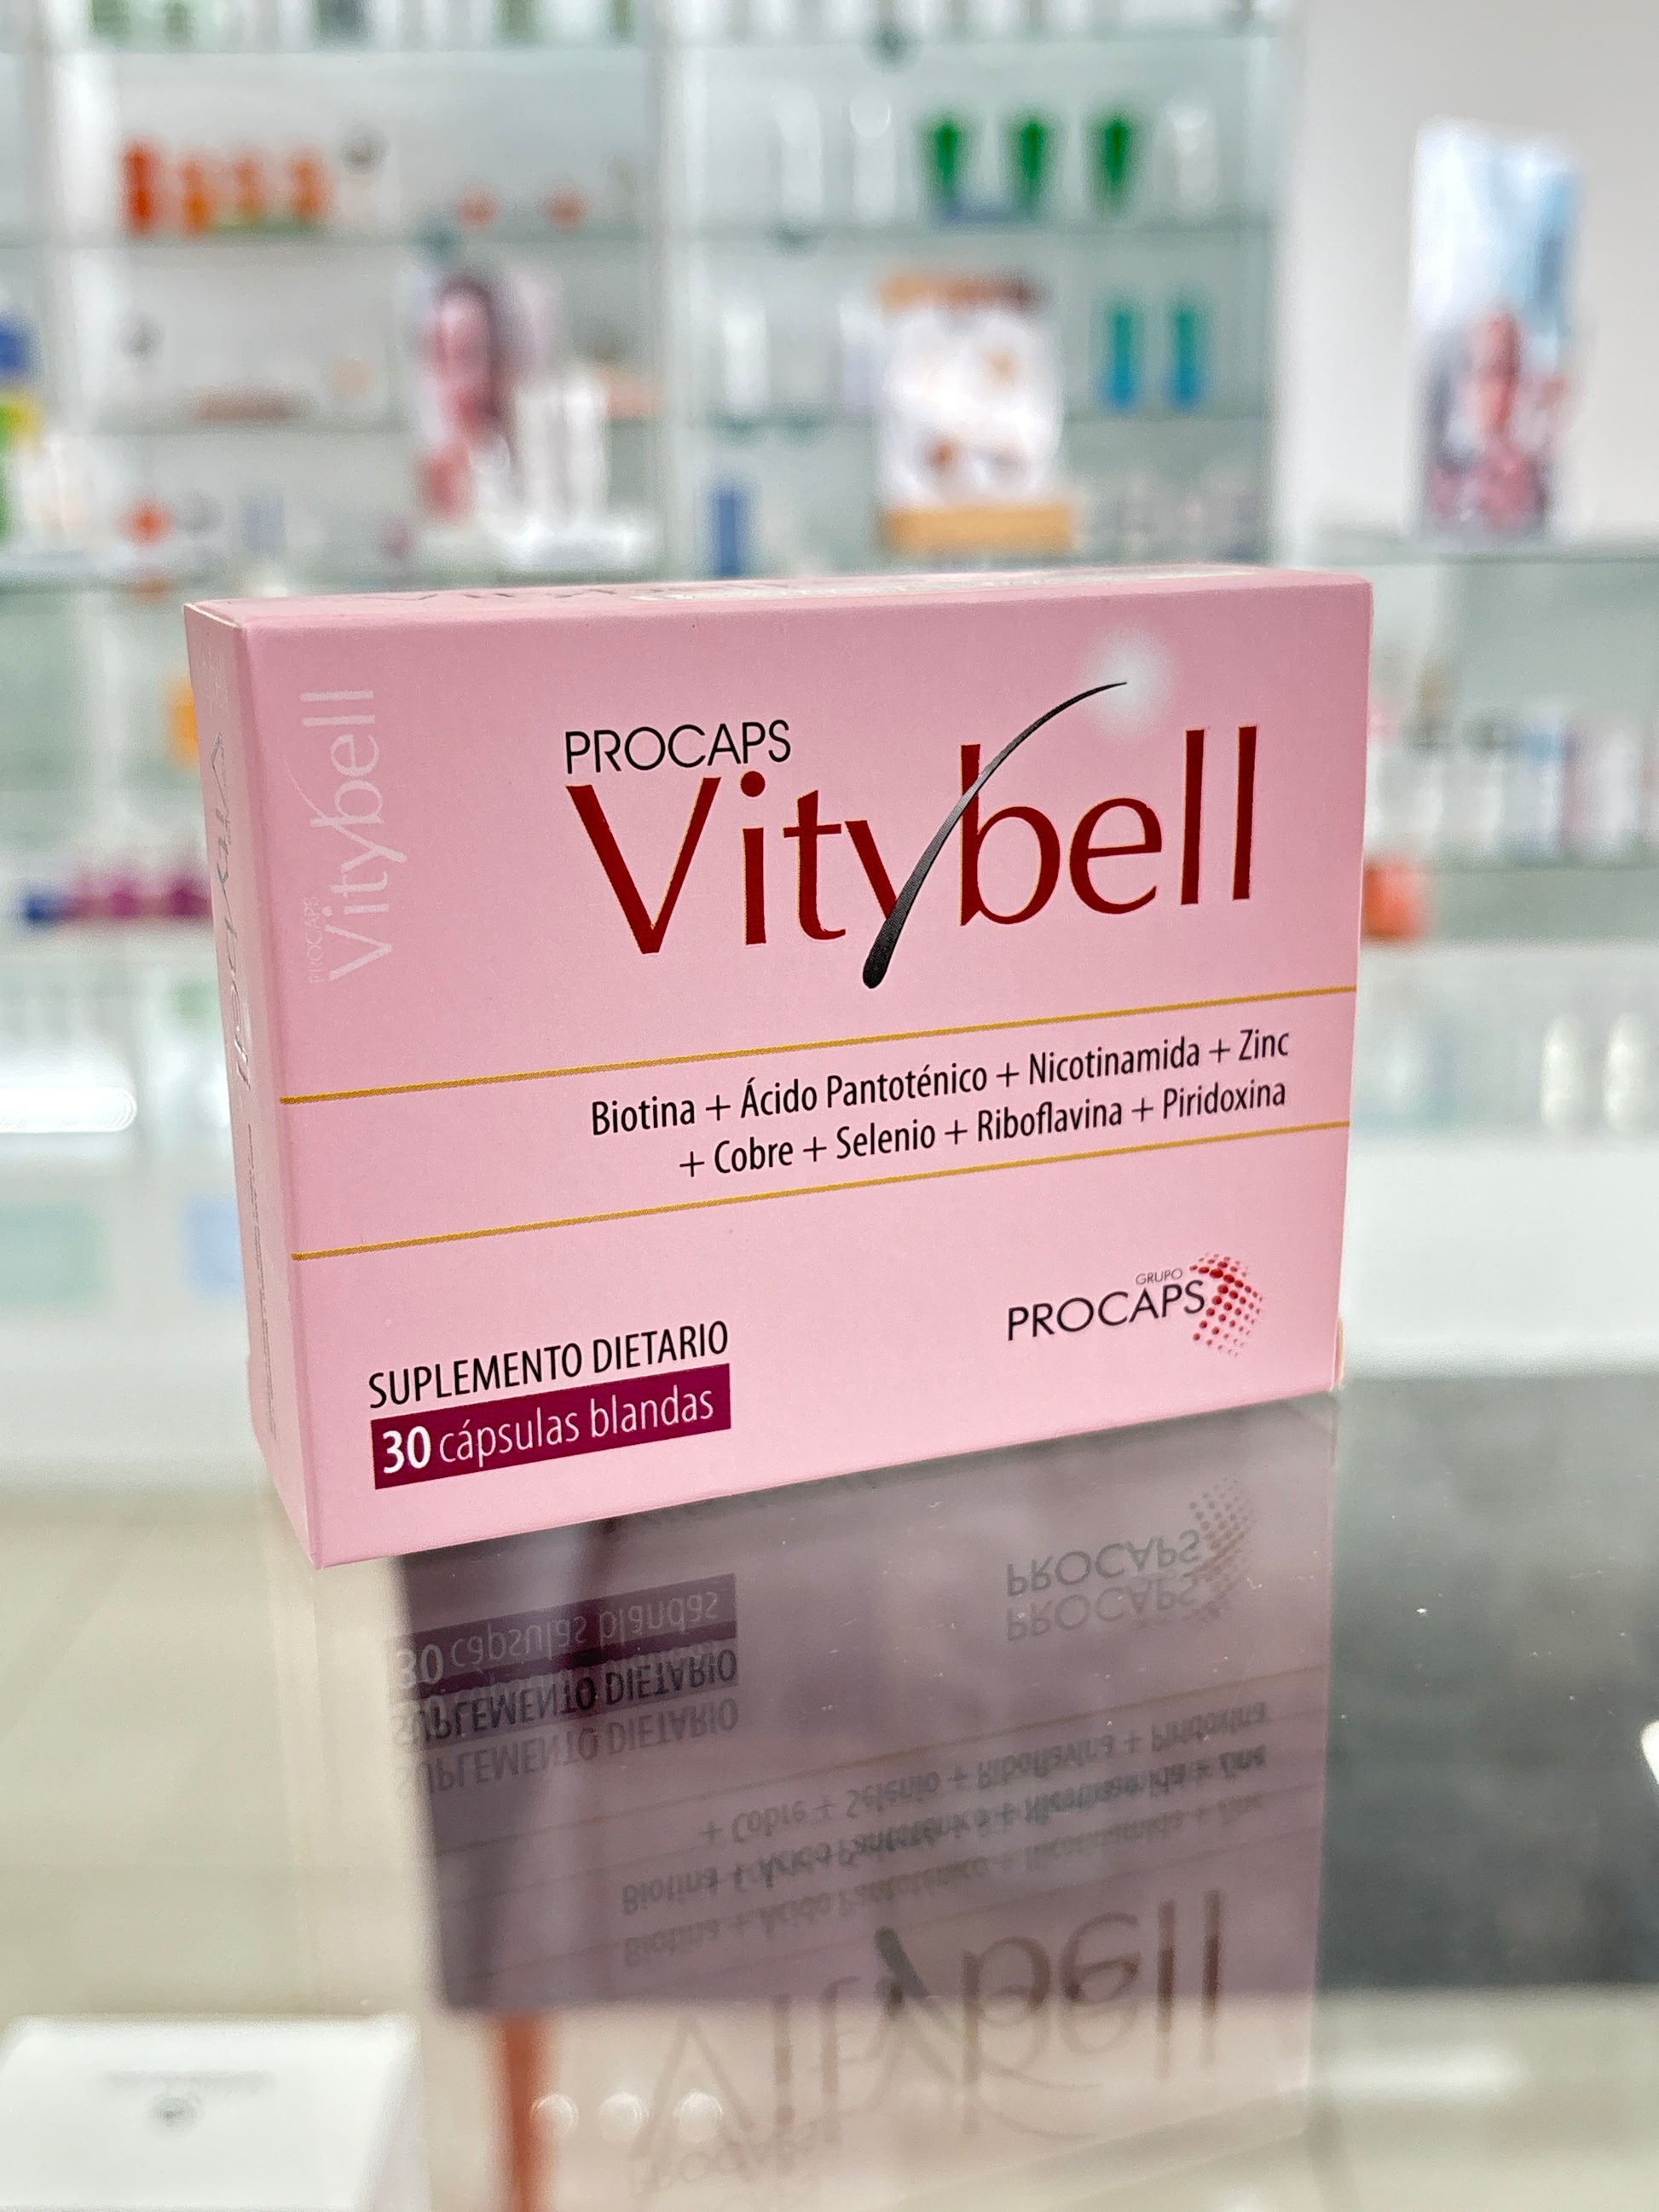 PROCAPS
Vitybell
PROCAPS
Vitybell
Biotina + Ácido Pantoténico + Nicotinamida + Zinc
+ Cobre + Selenio + Riboflavina + Piridoxina
GRUPO
PROCAPS
SUPLEMENTO DIETARIO
30 cápsulas blandas